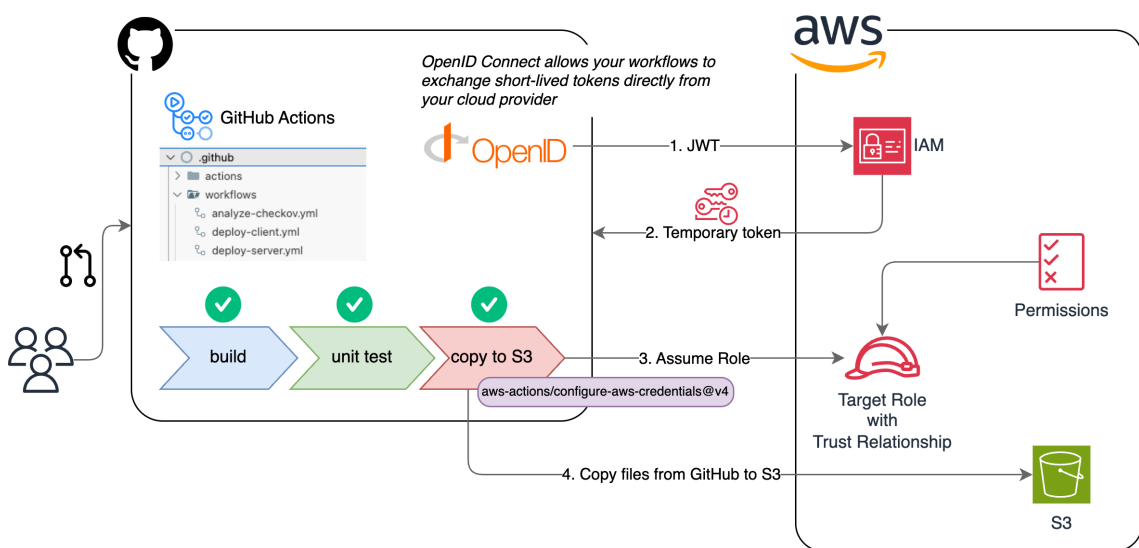 aws
OpenID Connect allows your workflows to
exchange short-lived tokens directly from
your cloud provider
GitHub Actions
OpenID
1. JWT
IAM
.github
actions
workflows
analyze-checkov.yml
deploy-client.yml
deploy-server.yml
2. Temporary token
Permissions
build
unit test
copy to S3
3. Assume Role
aws-actions/configure-aws-credentials@v4
Target Role
with
Trust Relationship
4. Copy files from GitHub to S3
S3